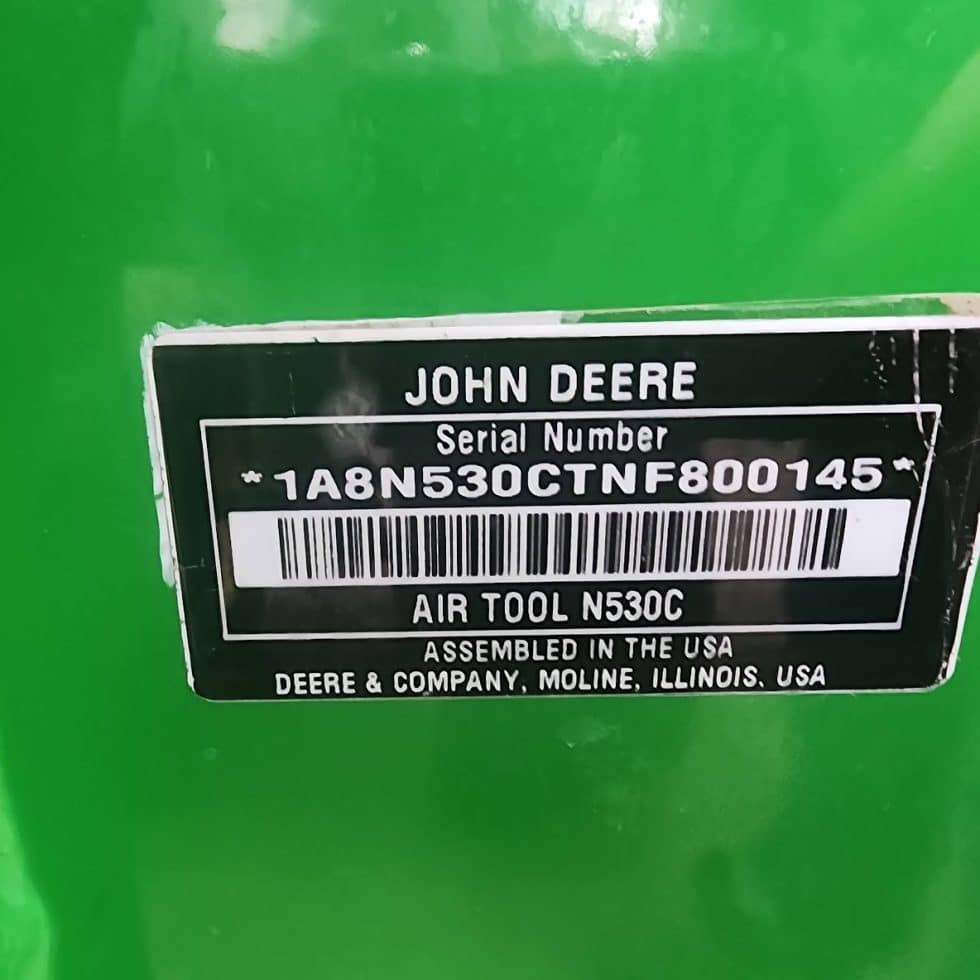 JOHN DEERE
Serial Number
*1A8N530CTNF800145*
AIR TOOL N530C
ASSEMBLED IN THE USA
DEERE & COMPANY, MOLINE, ILLINOIS, USA